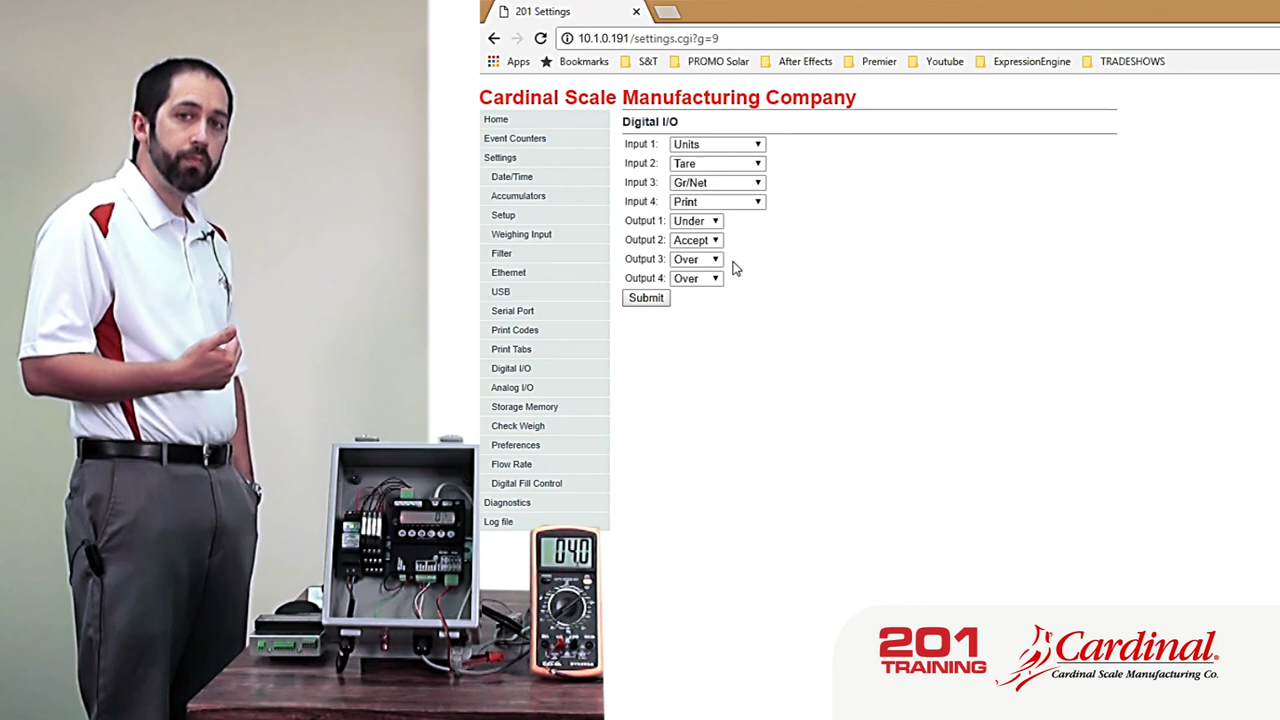 201 Settings
10.1.0.191/settings.cgi?g=9
Apps Bookmarks S&T PROMO Solar After Effects Premier Youtube ExpressionEngine TRADESHOWS
Cardinal Scale Manufacturing Company
Home
Event Counters
Settings
Date/Time
Accumulators
Setup
Weighing Input
Filter
Ethernet
USB
Serial Port
Print Codes
Print Tabs
Digital I/O
Analog I/O
Storage Memory
Check Weigh
Preferences
Flow Rate
Digital Fill Control
Diagnostics
Log file
Digital I/O
Input 1: Units
Input 2: Tare
Input 3: Gr/Net
Input 4: Print
Output 1: Under
Output 2: Accept
Output 3: Over
Output 4: Over
Submit
04.0
201
TRAINING
Cardinal®
Cardinal Scale Manufacturing Co.